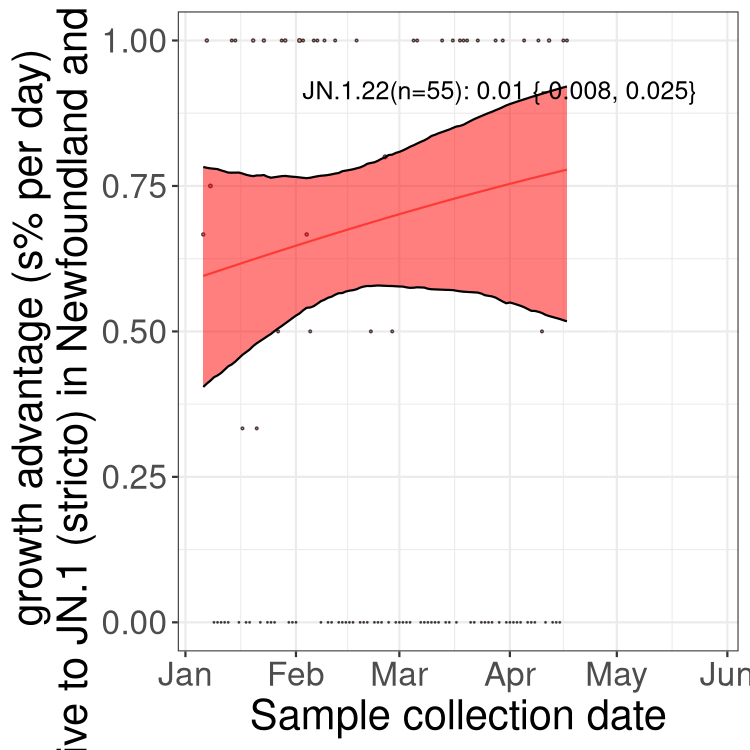 growth advantage (s% per day)
ive to JN.1 (stricto) in Newfoundland and
1.00
0.75
0.50
0.25
0.00
JN.1.22(n=55): 0.01 { 0.008, 0.025}
Jan Feb Mar Apr May Jun
Sample collection date